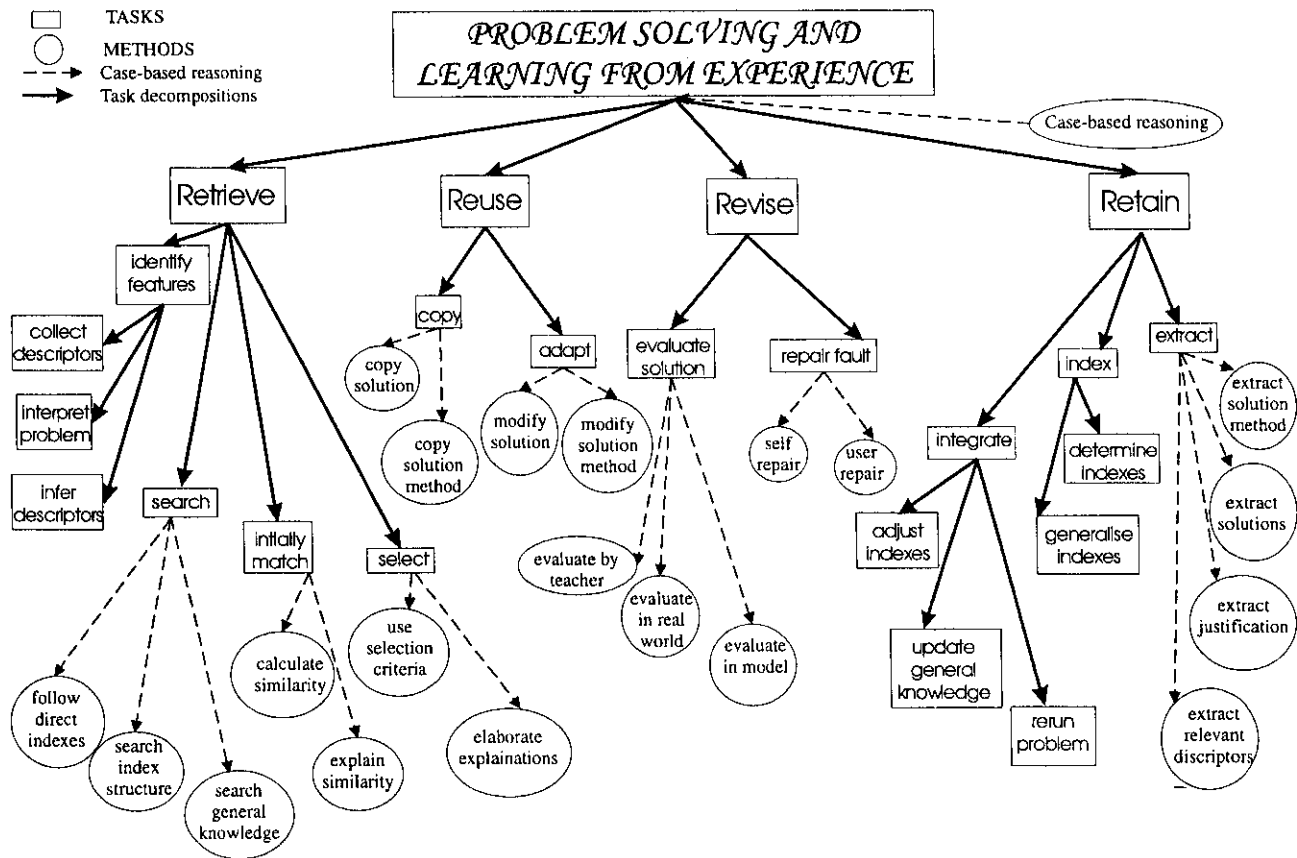 TASKS
METHODS
Case-based reasoning
Task decompositions
PROBLEM SOLVING AND
LEARNING FROM EXPERIENCE
Case-based reasoning
Retrieve
Reuse
Revise
Retain
identify
features
collect
descriptors
interpret
problem
infer
descriptors
search
initially
match
select
follow
direct
indexes
search
index
structure
search
general
knowledge
calculate
similarity
explain
similarity
use
selection
criteria
elaborate
explainations
copy
copy
solution
copy
solution
method
adapt
modify
solution
modify
solution
method
evaluate
solution
evaluate by
teacher
evaluate
in real
world
evaluate
in model
repair fault
self
repair
user
repair
integrate
adjust
indexes
update
general
knowledge
rerun
problem
index
determine
indexes
generalise
indexes
extract
extract
solution
method
extract
solutions
extract
justification
extract
relevant
discriptors